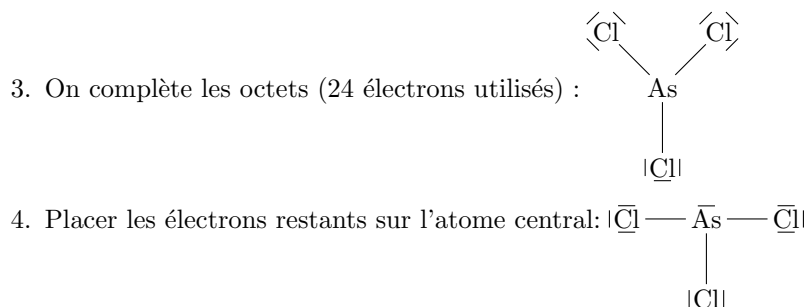 Cl Cl
3. On complète les octets (24 électrons utilisés) : As
Cl
4. Placer les électrons restants sur l'atome central: Cl As Cl
Cl